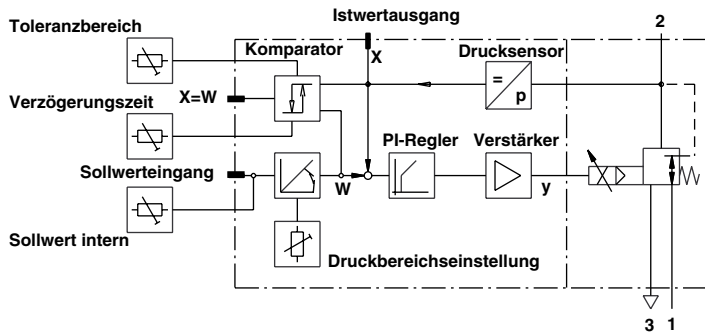 Toleranzbereich
Istwertausgang
2
Komparator
X
Drucksensor
=
p
Verzögerungszeit
X=W
PI-Regler
Verstärker
Sollwerteingang
W
y
Sollwert intern
Druckbereichseinstellung
3
1